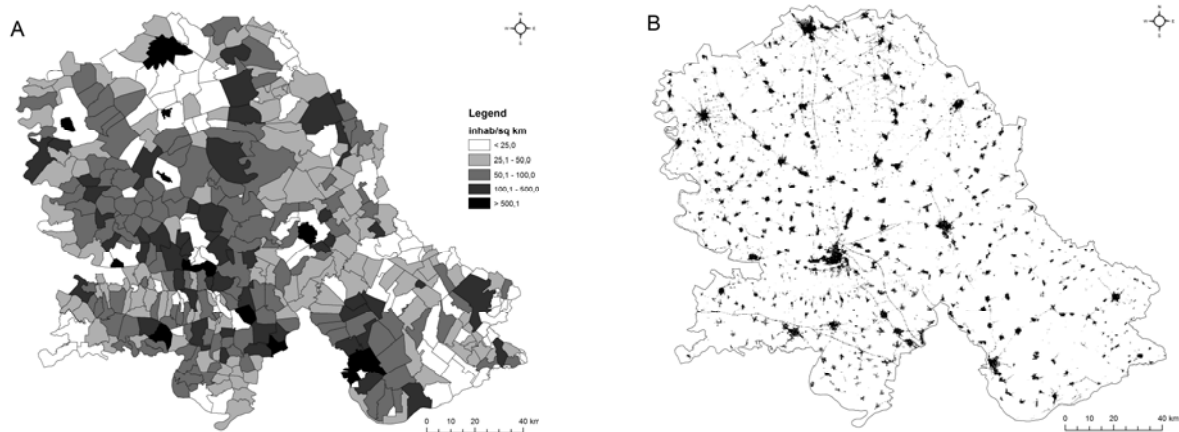 A
N
W
E
S
Legend
inhab/sq km
< 25,0
25,1 - 50,0
50,1 - 100,0
100,1 - 500,0
> 500,1
0 10 20 40 km
B
N
W
E
S
0 10 20 40 km